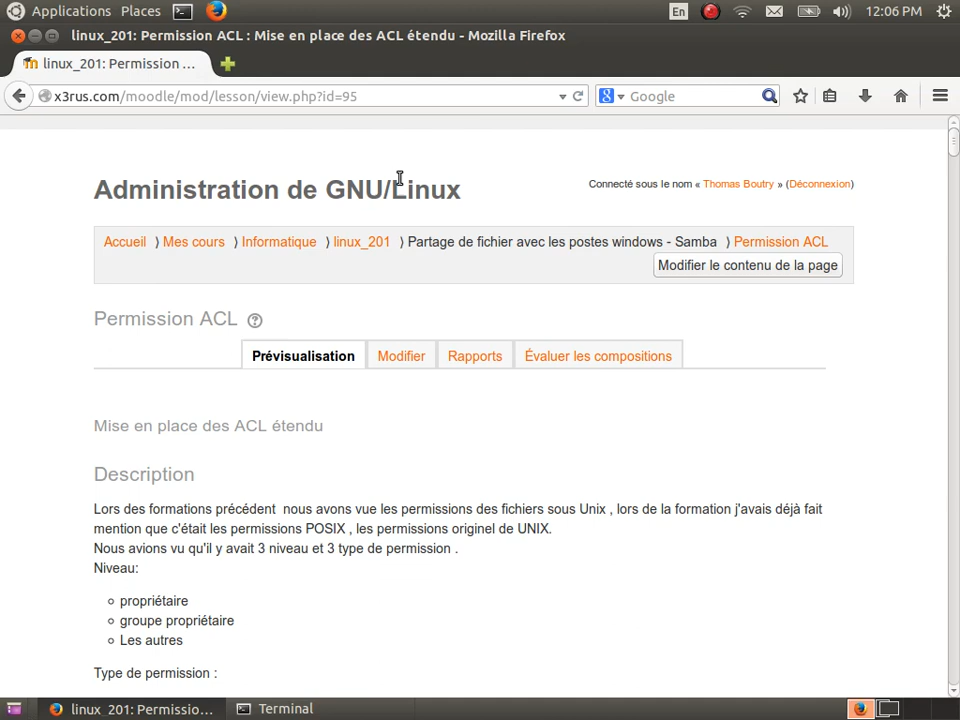 Applications Places En 12:06 PM
linux_201: Permission ACL : Mise en place des ACL étendu - Mozilla Firefox
linux_201: Permission ...
x3rus.com/moodle/mod/lesson/view.php?id=95 8 Google
Administration de GNU/Linux
Connecté sous le nom « Thomas Boutry » (Déconnexion)
Accueil ⟩ Mes cours ⟩ Informatique ⟩ linux_201 ⟩ Partage de fichier avec les postes windows - Samba ⟩ Permission ACL
Modifier le contenu de la page
Permission ACL ?
Prévisualisation Modifier Rapports Évaluer les compositions
Mise en place des ACL étendu
Description
Lors des formations précédent nous avons vue les permissions des fichiers sous Unix , lors de la formation j'avais déjà fait
mention que c'était les permissions POSIX , les permissions originel de UNIX.
Nous avions vu qu'il y avait 3 niveau et 3 type de permission .
Niveau:
propriétaire
groupe propriétaire
Les autres
Type de permission :
linux_201: Permissio... Terminal